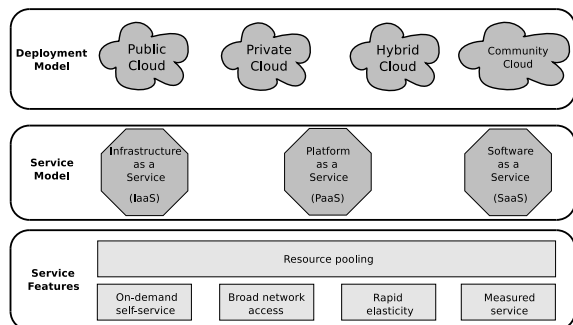 Deployment
Model
Public
Cloud
Private
Cloud
Hybrid
Cloud
Community
Cloud
Service
Model
Infrastructure
as a
Service
(IaaS)
Platform
as a
Service
(PaaS)
Software
as a
Service
(SaaS)
Service
Features
Resource pooling
On-demand
self-service
Broad network
access
Rapid
elasticity
Measured
service